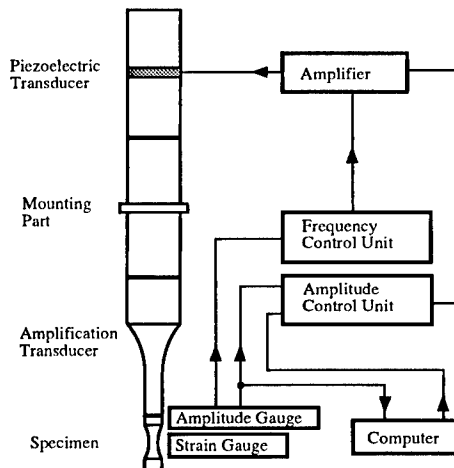 Piezoelectric
Transducer
Amplifier
Mounting
Part
Frequency
Control Unit
Amplitude
Control Unit
Amplification
Transducer
Amplitude Gauge
Specimen
Strain Gauge
Computer